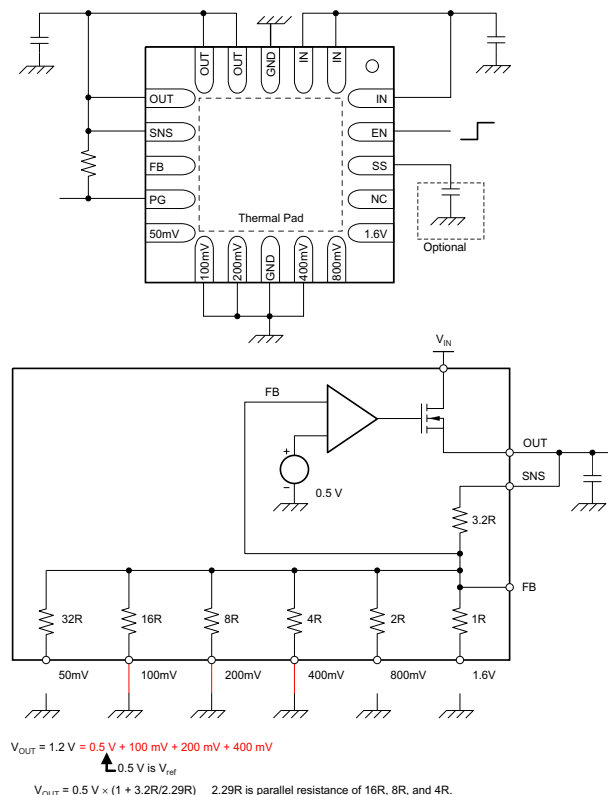 OUT
OUT
GND
IN
IN
OUT
SNS
FB
PG
50mV
IN
EN
SS
NC
1.6V
Thermal Pad
Optional
100mV
200mV
GND
400mV
800mV
VIN
FB
OUT
SNS
+
−
0.5 V
3.2R
FB
32R
16R
8R
4R
2R
1R
50mV
100mV
200mV
400mV
800mV
1.6V
VOUT = 1.2 V = 0.5 V + 100 mV + 200 mV + 400 mV
0.5 V is Vref
VOUT = 0.5 V × (1 + 3.2R/2.29R) 2.29R is parallel resistance of 16R, 8R, and 4R.